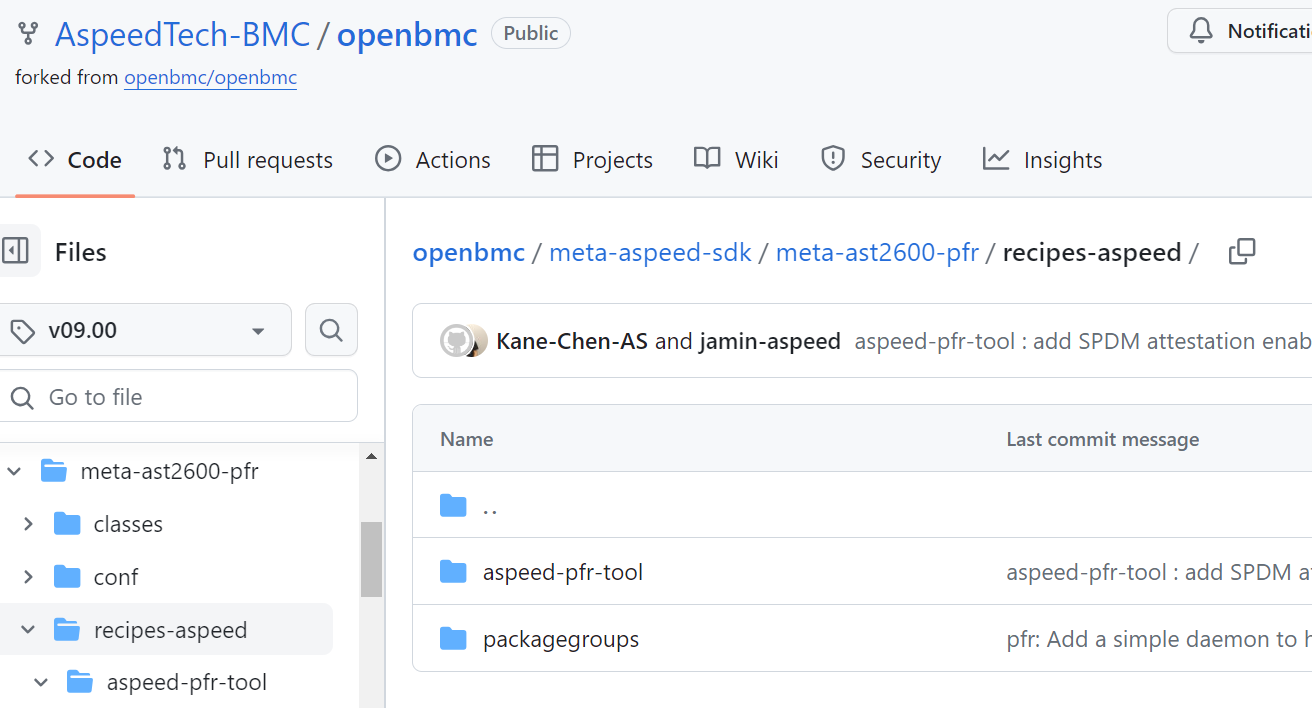 AspeedTech-BMC / openbmc Public
Notificati
forked from openbmc/openbmc
Code Pull requests Actions Projects Wiki Security Insights
Files
v09.00
Go to file
meta-ast2600-pfr
classes
conf
recipes-aspeed
aspeed-pfr-tool
openbmc / meta-aspeed-sdk / meta-ast2600-pfr / recipes-aspeed /
Kane-Chen-AS and jamin-aspeed aspeed-pfr-tool : add SPDM attestation enab
Name Last commit message
..
aspeed-pfr-tool aspeed-pfr-tool : add SPDM at
packagegroups pfr: Add a simple daemon to h